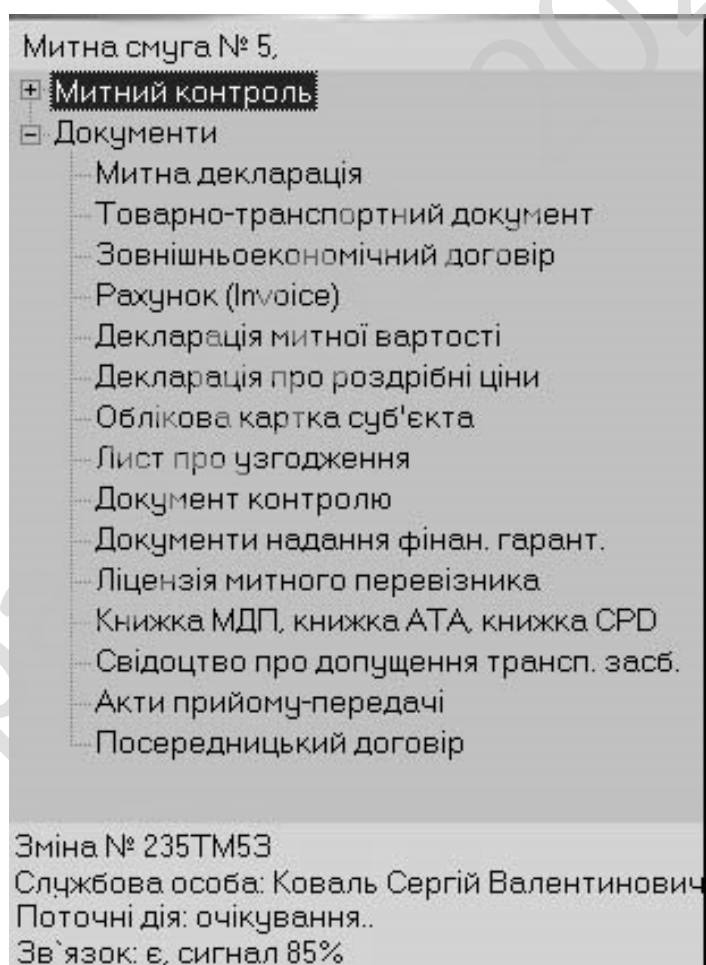 Митна смуга № 5,
Митний контроль
Документи
Митна декларація
Товарно-транспортний документ
Зовнішньоекономічний договір
Рахунок (Invoice)
Декларація митної вартості
Декларація про роздрібні ціни
Облікова картка суб'єкта
Лист про узгодження
Документ контролю
Документи надання фінан. гарант.
Ліцензія митного перевізника
Книжка МДП, книжка АТА, книжка CPD
Свідоцтво про допущення трансп. засб.
Акти прийому-передачі
Посередницький договір
Зміна № 235ТМ53
Службова особа: Коваль Сергій Валентинович
Поточні дія: очікування..
Зв`язок: є, сигнал 85%